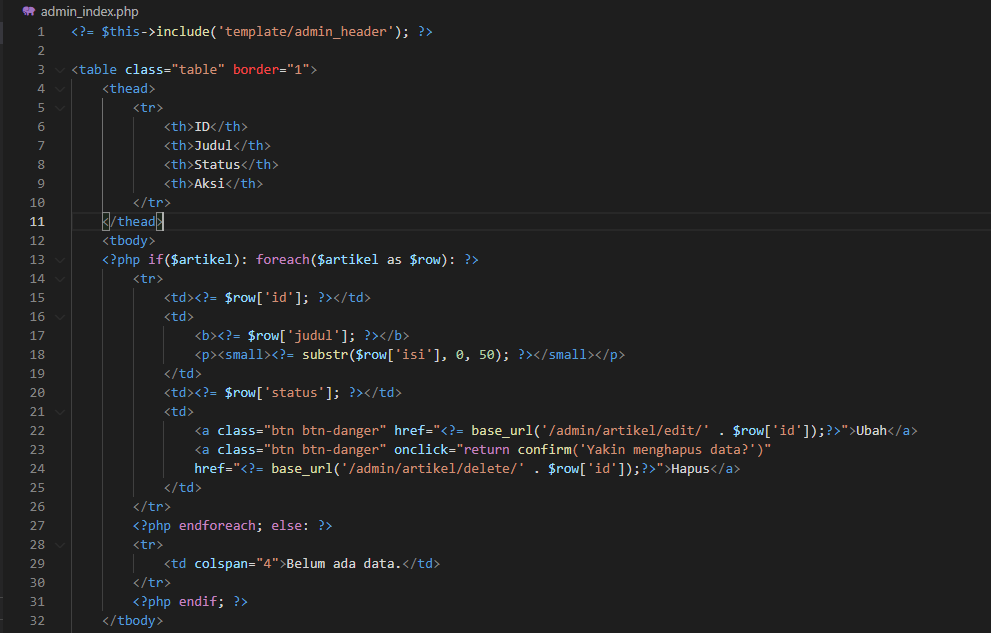 admin_index.php
1 <?= $this->include('template/admin_header'); ?>
2
3 <table class="table" border="1">
4 <thead>
5 <tr>
6 <th>ID</th>
7 <th>Judul</th>
8 <th>Status</th>
9 <th>Aksi</th>
10 </tr>
11 </thead>
12 <tbody>
13 <?php if($artikel): foreach($artikel as $row): ?>
14 <tr>
15 <td><?= $row['id']; ?></td>
16 <td>
17 <b><?= $row['judul']; ?></b>
18 <p><small><?= substr($row['isi'], 0, 50); ?></small></p>
19 </td>
20 <td><?= $row['status']; ?></td>
21 <td>
22 <a class="btn btn-danger" href="<?= base_url('/admin/artikel/edit/' . $row['id']);?>">Ubah</a>
23 <a class="btn btn-danger" onclick="return confirm('Yakin menghapus data?')"
24 href="<?= base_url('/admin/artikel/delete/' . $row['id']);?>">Hapus</a>
25 </td>
26 </tr>
27 <?php endforeach; else: ?>
28 <tr>
29 <td colspan="4">Belum ada data.</td>
30 </tr>
31 <?php endif; ?>
32 </tbody>